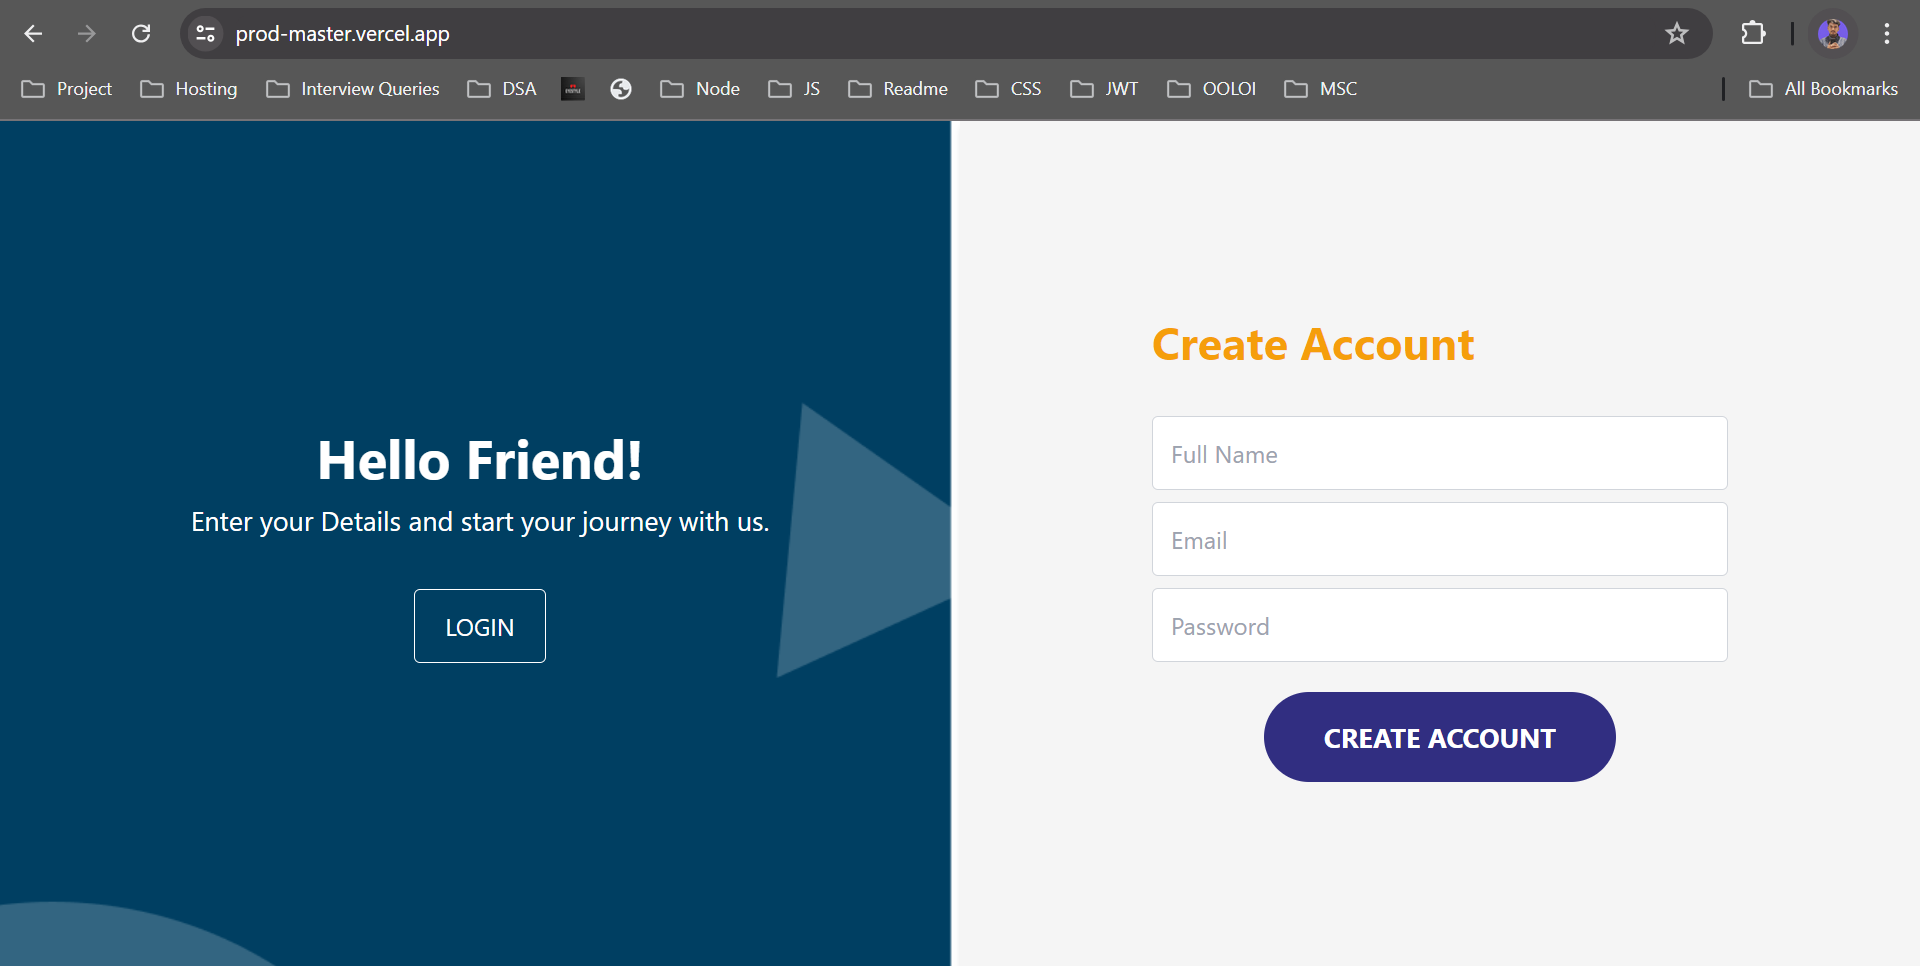 prod-master.vercel.app
Project Hosting Interview Queries DSA Node JS Readme CSS JWT OOLOI MSC All Bookmarks
Hello Friend!
Enter your Details and start your journey with us.
LOGIN
Create Account
Full Name
Email
Password
CREATE ACCOUNT